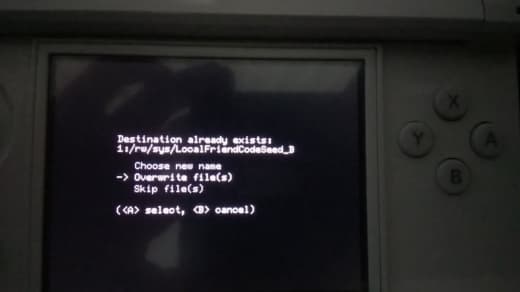 Destination already exists:
1:/rw/sys/LocalFriendCodeSeed_B
Choose new name
-> Overwrite file(s)
Skip file(s)
(<A> select, <B> cancel)
X
Y
A
B